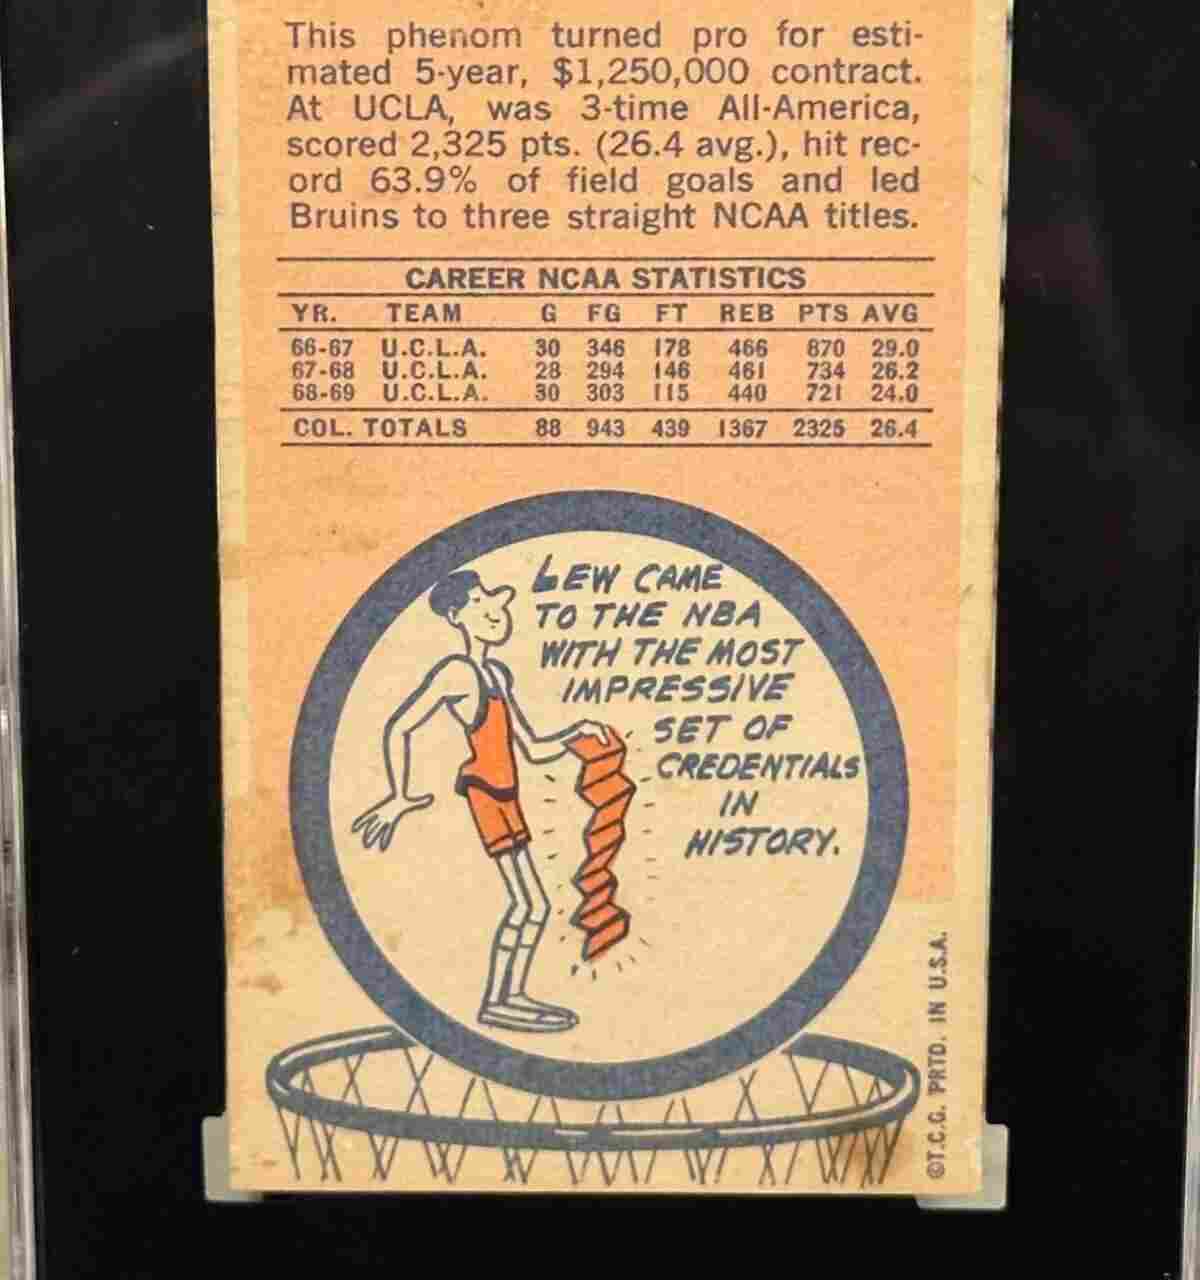 This phenom turned pro for esti-
mated 5-year, $1,250,000 contract.
At UCLA, was 3-time All-America,
scored 2,325 pts. (26.4 avg.), hit rec-
ord 63.9% of field goals and led
Bruins to three straight NCAA titles.
CAREER NCAA STATISTICS
YR. TEAM G FG FT REB PTS AVG
66-67 U.C.L.A. 30 346 178 466 870 29.0
67-68 U.C.L.A. 28 294 146 461 734 26.2
68-69 U.C.L.A. 30 303 115 440 721 24.0
COL. TOTALS 88 943 439 1367 2325 26.4
LEW CAME
TO THE NBA
WITH THE MOST
IMPRESSIVE
SET OF
CREDENTIALS
IN
HISTORY.
©T.C.G. PRTD. IN U.S.A.